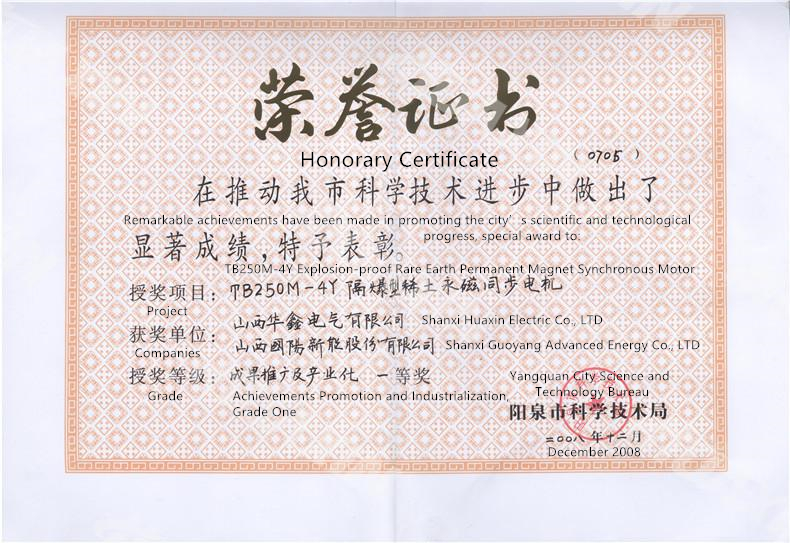 荣誉证书
Honorary Certificate
(0705)
在推动我市科学技术进步中做出了
Remarkable achievements have been made in promoting the city's scientific and technological
显著成绩,特予表彰。
progress, special award to:
TB250M-4Y Explosion-proof Rare Earth Permanent Magnet Synchronous Motor
授奖项目:TB250M-4Y隔爆型稀土永磁同步电机
Project
获奖单位:山西华鑫电气有限公司 Shanxi Huaxin Electric Co., LTD
Companies 山西国阳新能股份有限公司 Shanxi Guoyang Advanced Energy Co., LTD
授奖等级:成果推广及产业化 一等奖
Grade
Achievements Promotion and Industrialization,
Grade One
Yangquan City Science and
Technology Bureau
阳泉市科学技术局
二00八年十二月
December 2008